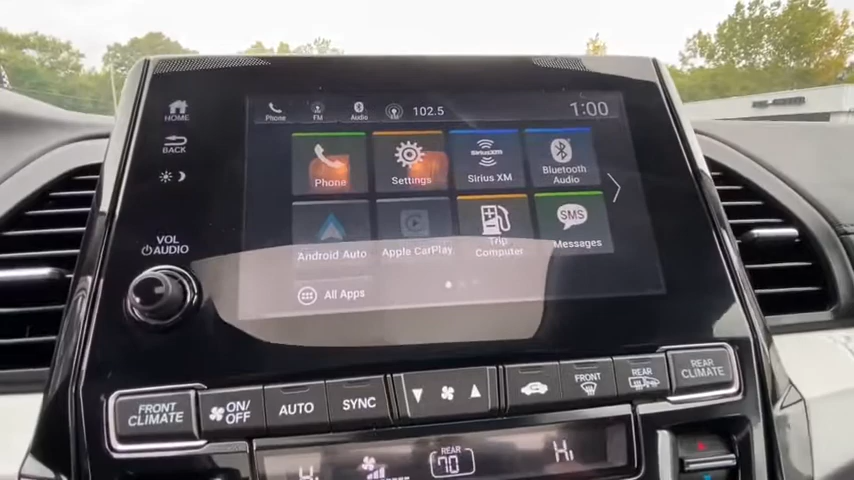 Phone FM Audio 102.5 1:00
HOME
BACK
VOL
AUDIO
Phone Settings Sirius XM Bluetooth Audio
siriusxm
SMS
Android Auto Apple CarPlay Trip Computer Messages
All Apps
FRONT CLIMATE ON OFF AUTO SYNC FRONT REAR REAR CLIMATE
REAR
HI 70 HI